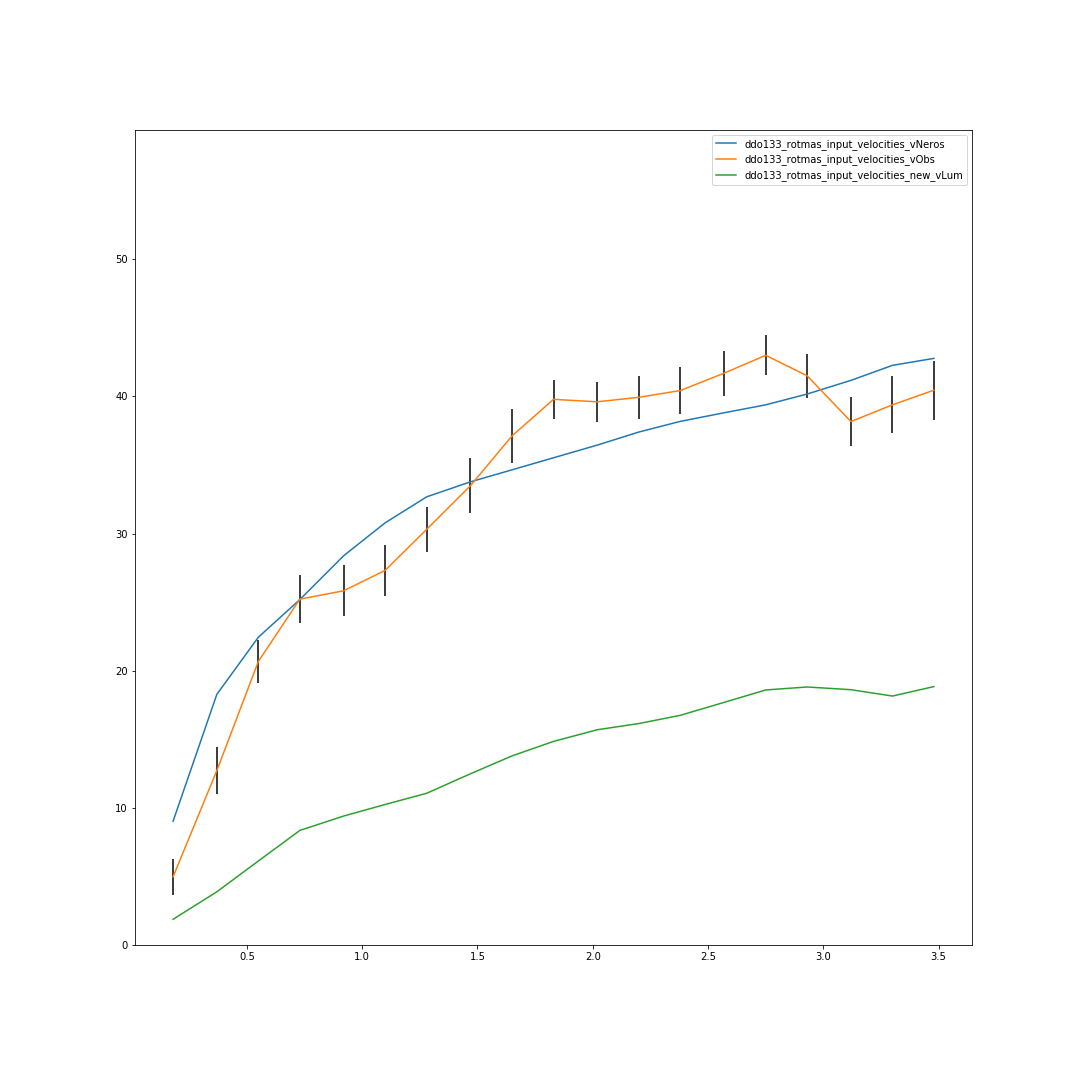 ddo133_rotmas_input_velocities_vNeros
ddo133_rotmas_input_velocities_vObs
ddo133_rotmas_input_velocities_new_vLum
50
40
30
20
10
0
0.5 1.0 1.5 2.0 2.5 3.0 3.5